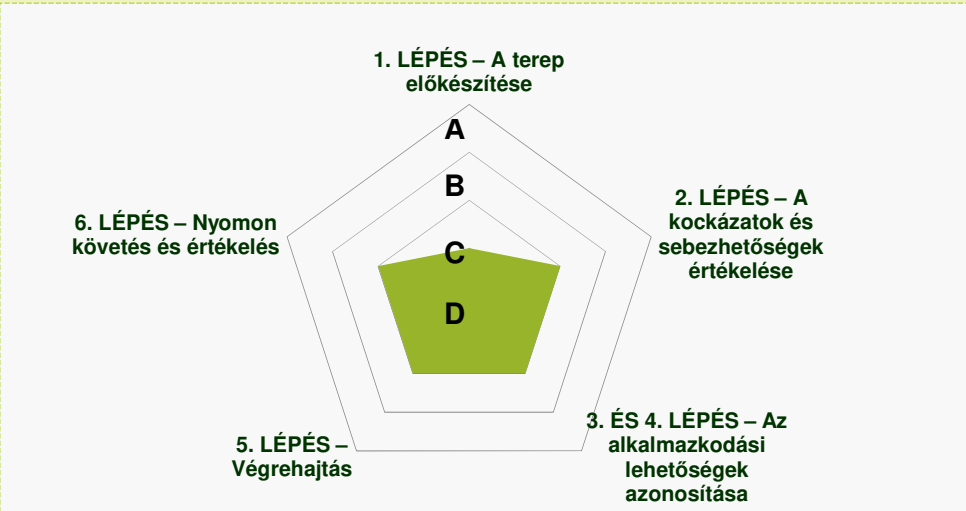 1. LÉPÉS – A terep
előkészítése
A
B
C
D
2. LÉPÉS – A
kockázatok és
sebezhetőségek
értékelése
3. ÉS 4. LÉPÉS – Az
alkalmazkodási
lehetőségek
azonosítása
5. LÉPÉS –
Végrehajtás
6. LÉPÉS – Nyomon
követés és értékelés